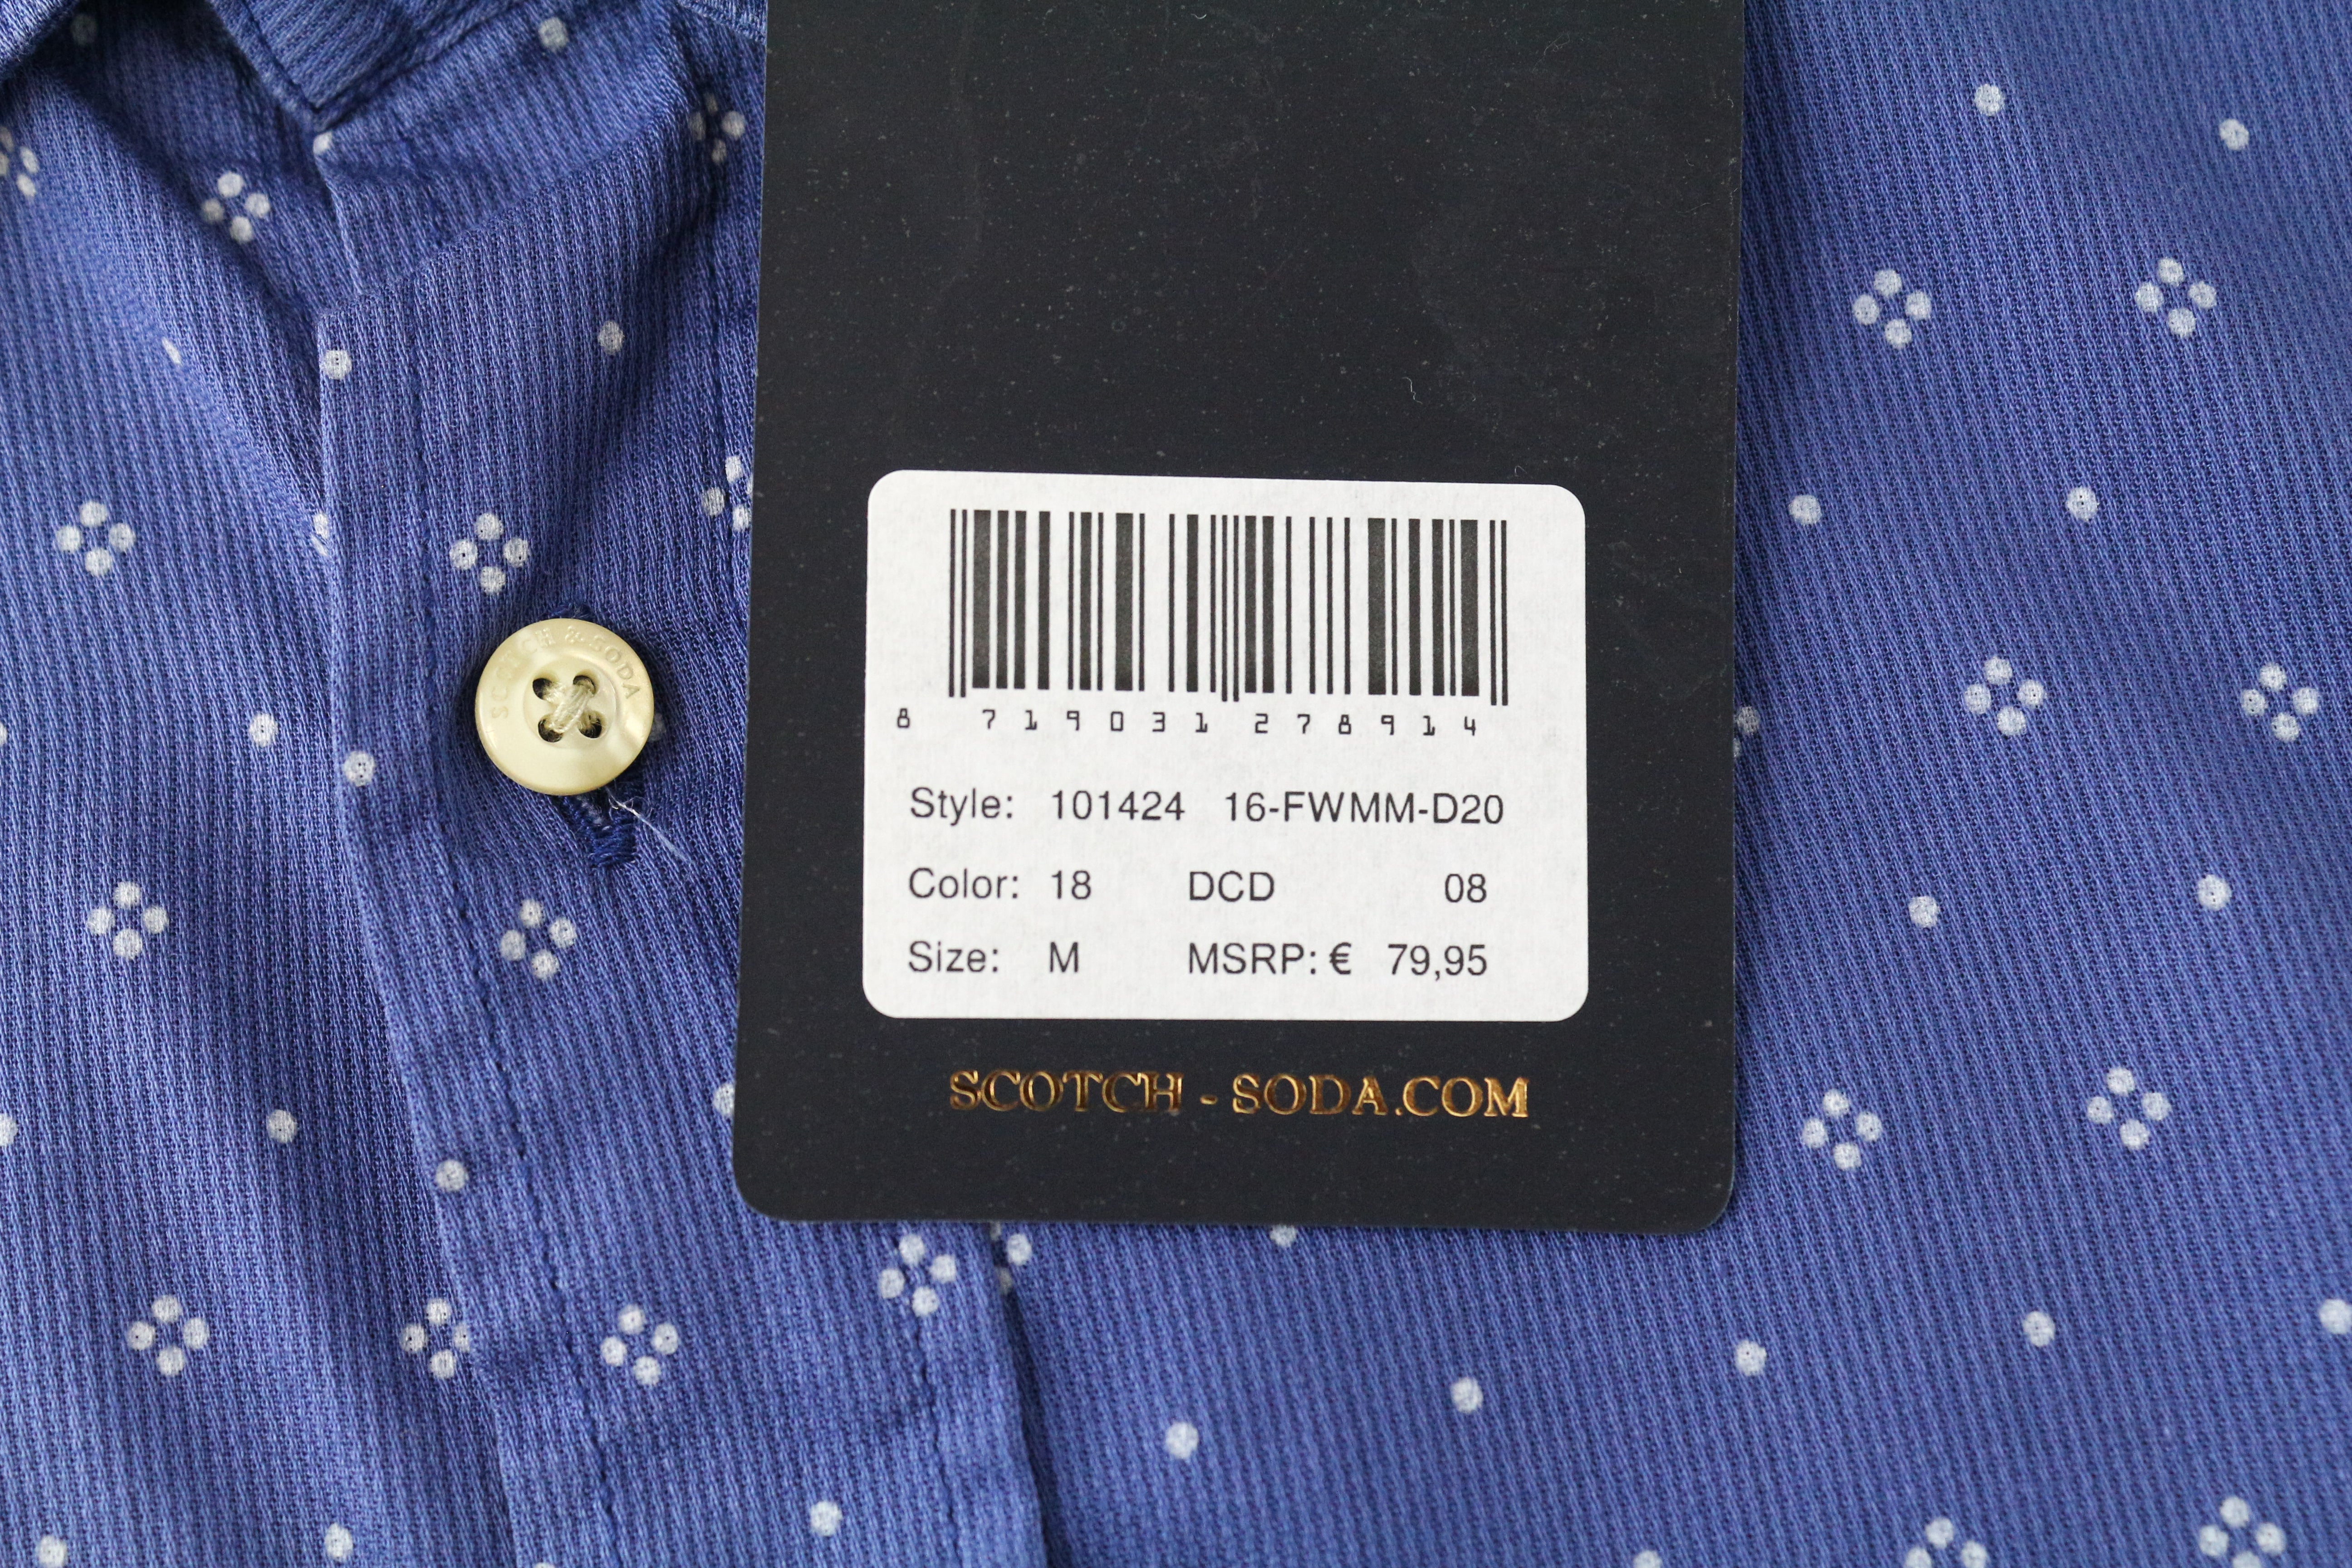 SCOTCH & SODA
8 719031 278914
Style: 101424 16-FWMM-D20
Color: 18 DCD 08
Size: M MSRP: € 79,95
SCOTCH - SODA.COM